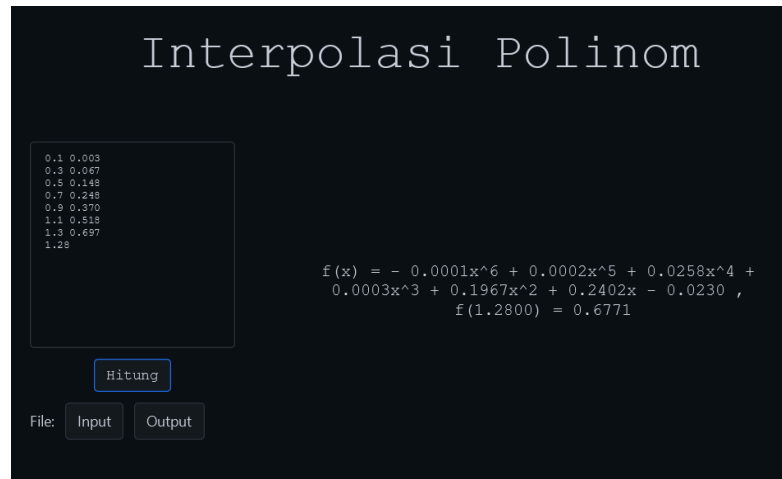 Interpolasi Polinom
0.1 0.003
0.3 0.067
0.5 0.148
0.7 0.248
0.9 0.370
1.1 0.518
1.3 0.697
1.28
f(x) = - 0.0001x^6 + 0.0002x^5 + 0.0258x^4 +
0.0003x^3 + 0.1967x^2 + 0.2402x - 0.0230 ,
f(1.2800) = 0.6771
Hitung
File: Input Output